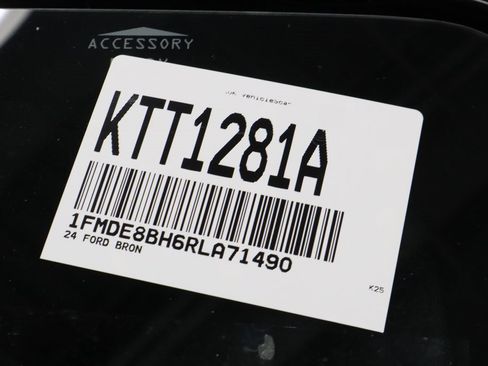 ACCESSORY
KTT1281A
1FMDE8BH6RLA71490
24 FORD BRON
K25